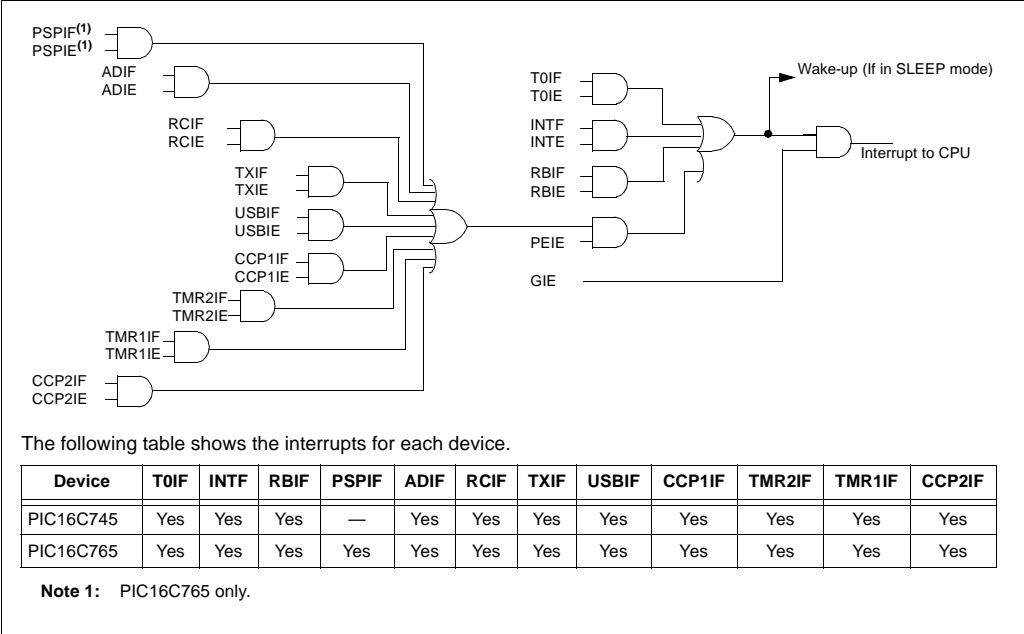 PSPIF(1)
PSPIE(1)
ADIF
ADIE
RCIF
RCIE
TXIF
TXIE
USBIF
USBIE
CCP1IF
CCP1IE
TMR2IF
TMR2IE
TMR1IF
TMR1IE
CCP2IF
CCP2IE
T0IF
T0IE
INTF
INTE
RBIF
RBIE
PEIE
GIE
Wake-up (If in SLEEP mode)
Interrupt to CPU
The following table shows the interrupts for each device.
Device T0IF INTF RBIF PSPIF ADIF RCIF TXIF USBIF CCP1IF TMR2IF TMR1IF CCP2IF
PIC16C745 Yes Yes Yes — Yes Yes Yes Yes Yes Yes Yes Yes
PIC16C765 Yes Yes Yes Yes Yes Yes Yes Yes Yes Yes Yes Yes
Note 1: PIC16C765 only.